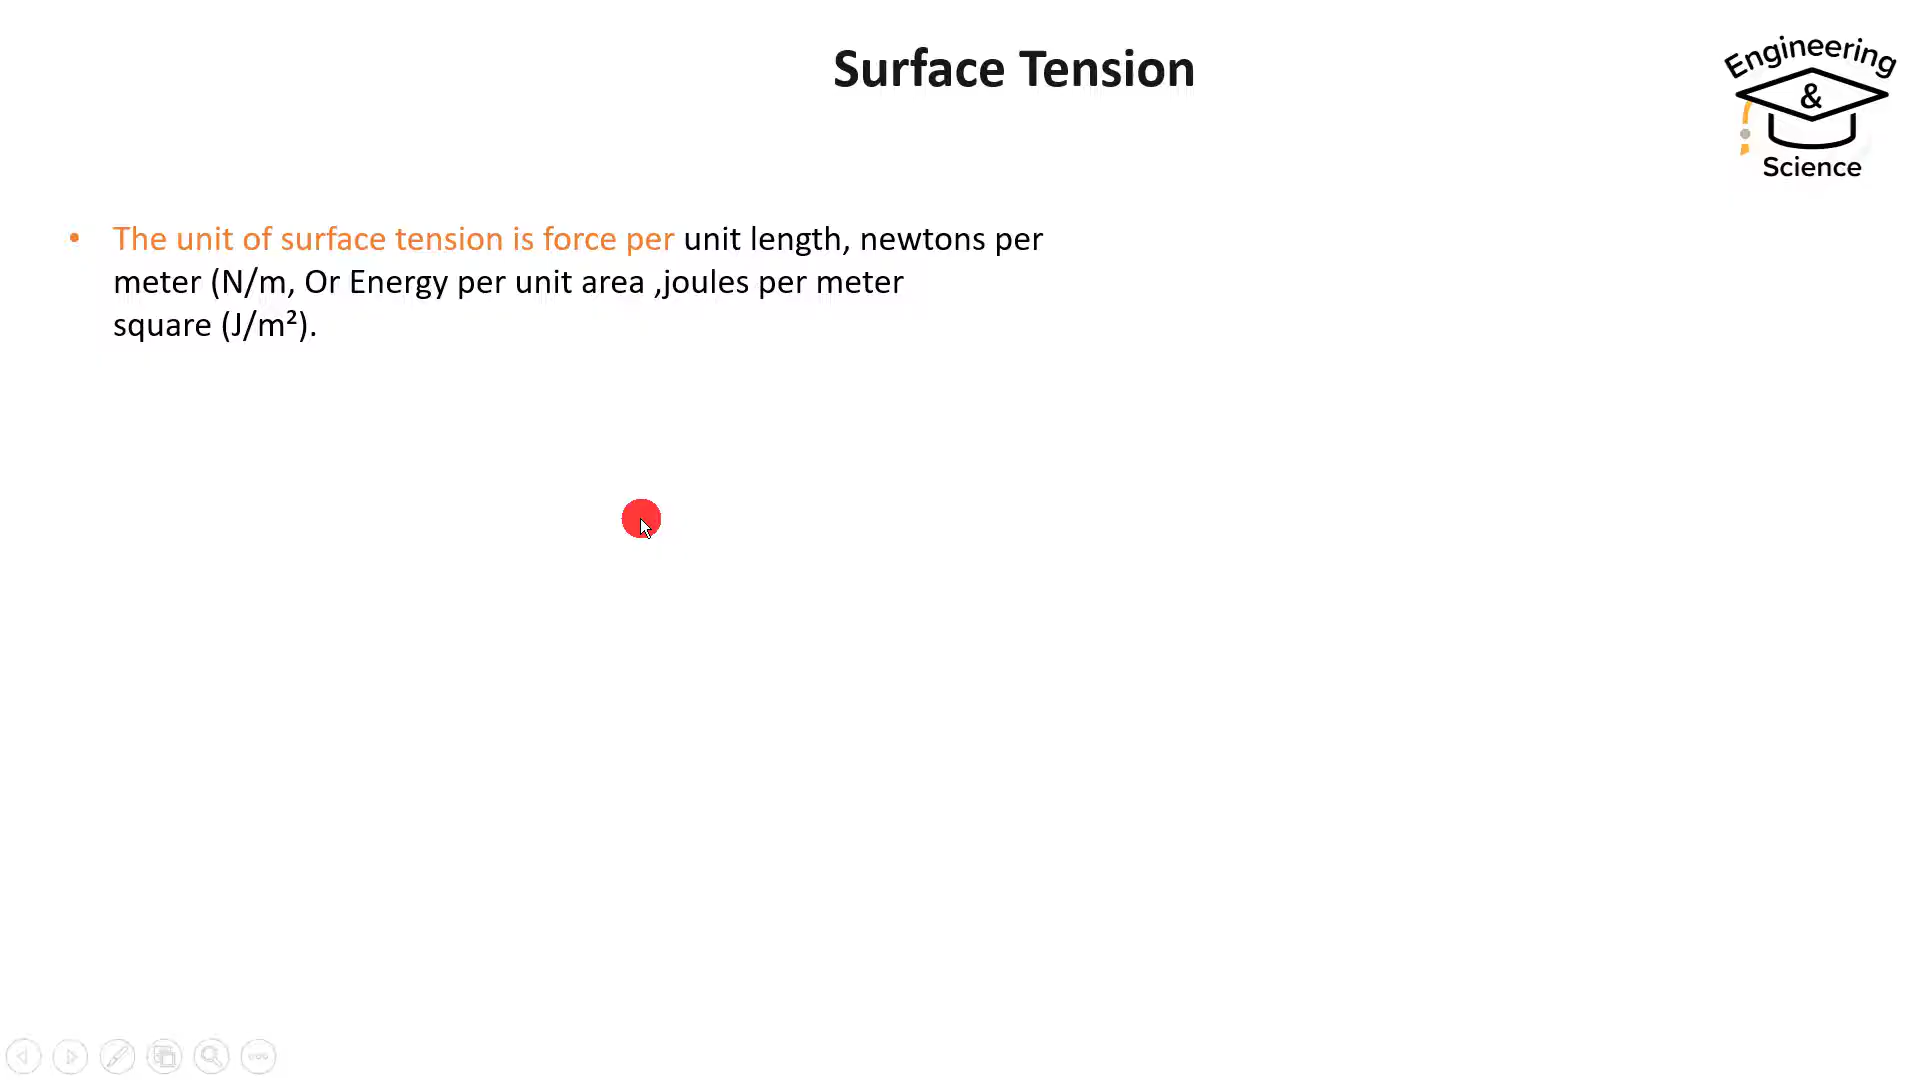 Surface Tension
Engineering
&
Science
• The unit of surface tension is force per unit length, newtons per
meter (N/m, Or Energy per unit area ,joules per meter
square (J/m²).